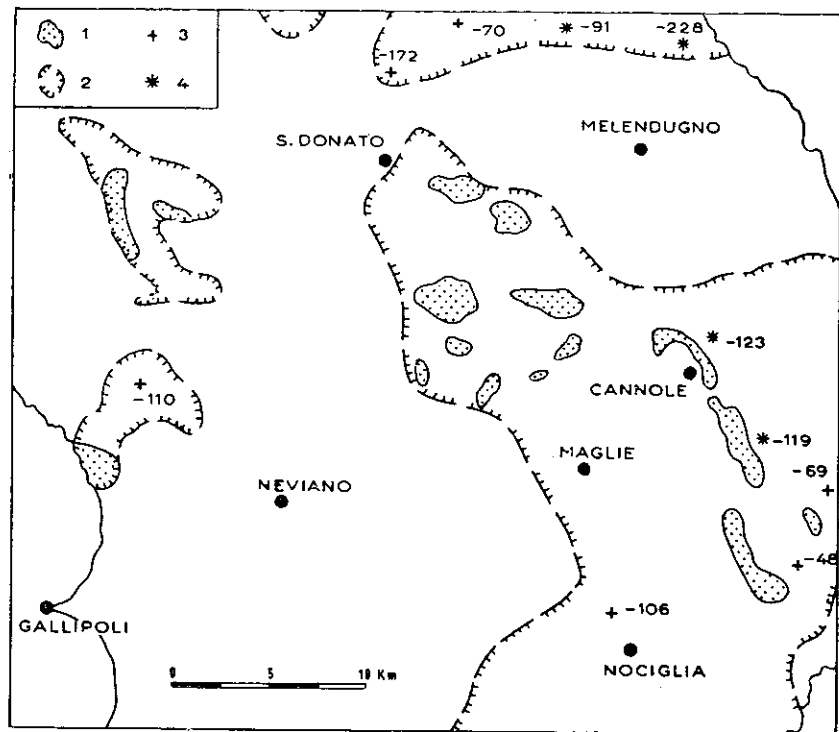 1 3
2 4
-70
-91
-228
-172
S. DONATO
MELENDUGNO
-123
CANNOLE
-110
-119
MAGLIE
-69
NEVIANO
-48
-106
GALLIPOLI
NOCIGLIA
0 5 10 Km